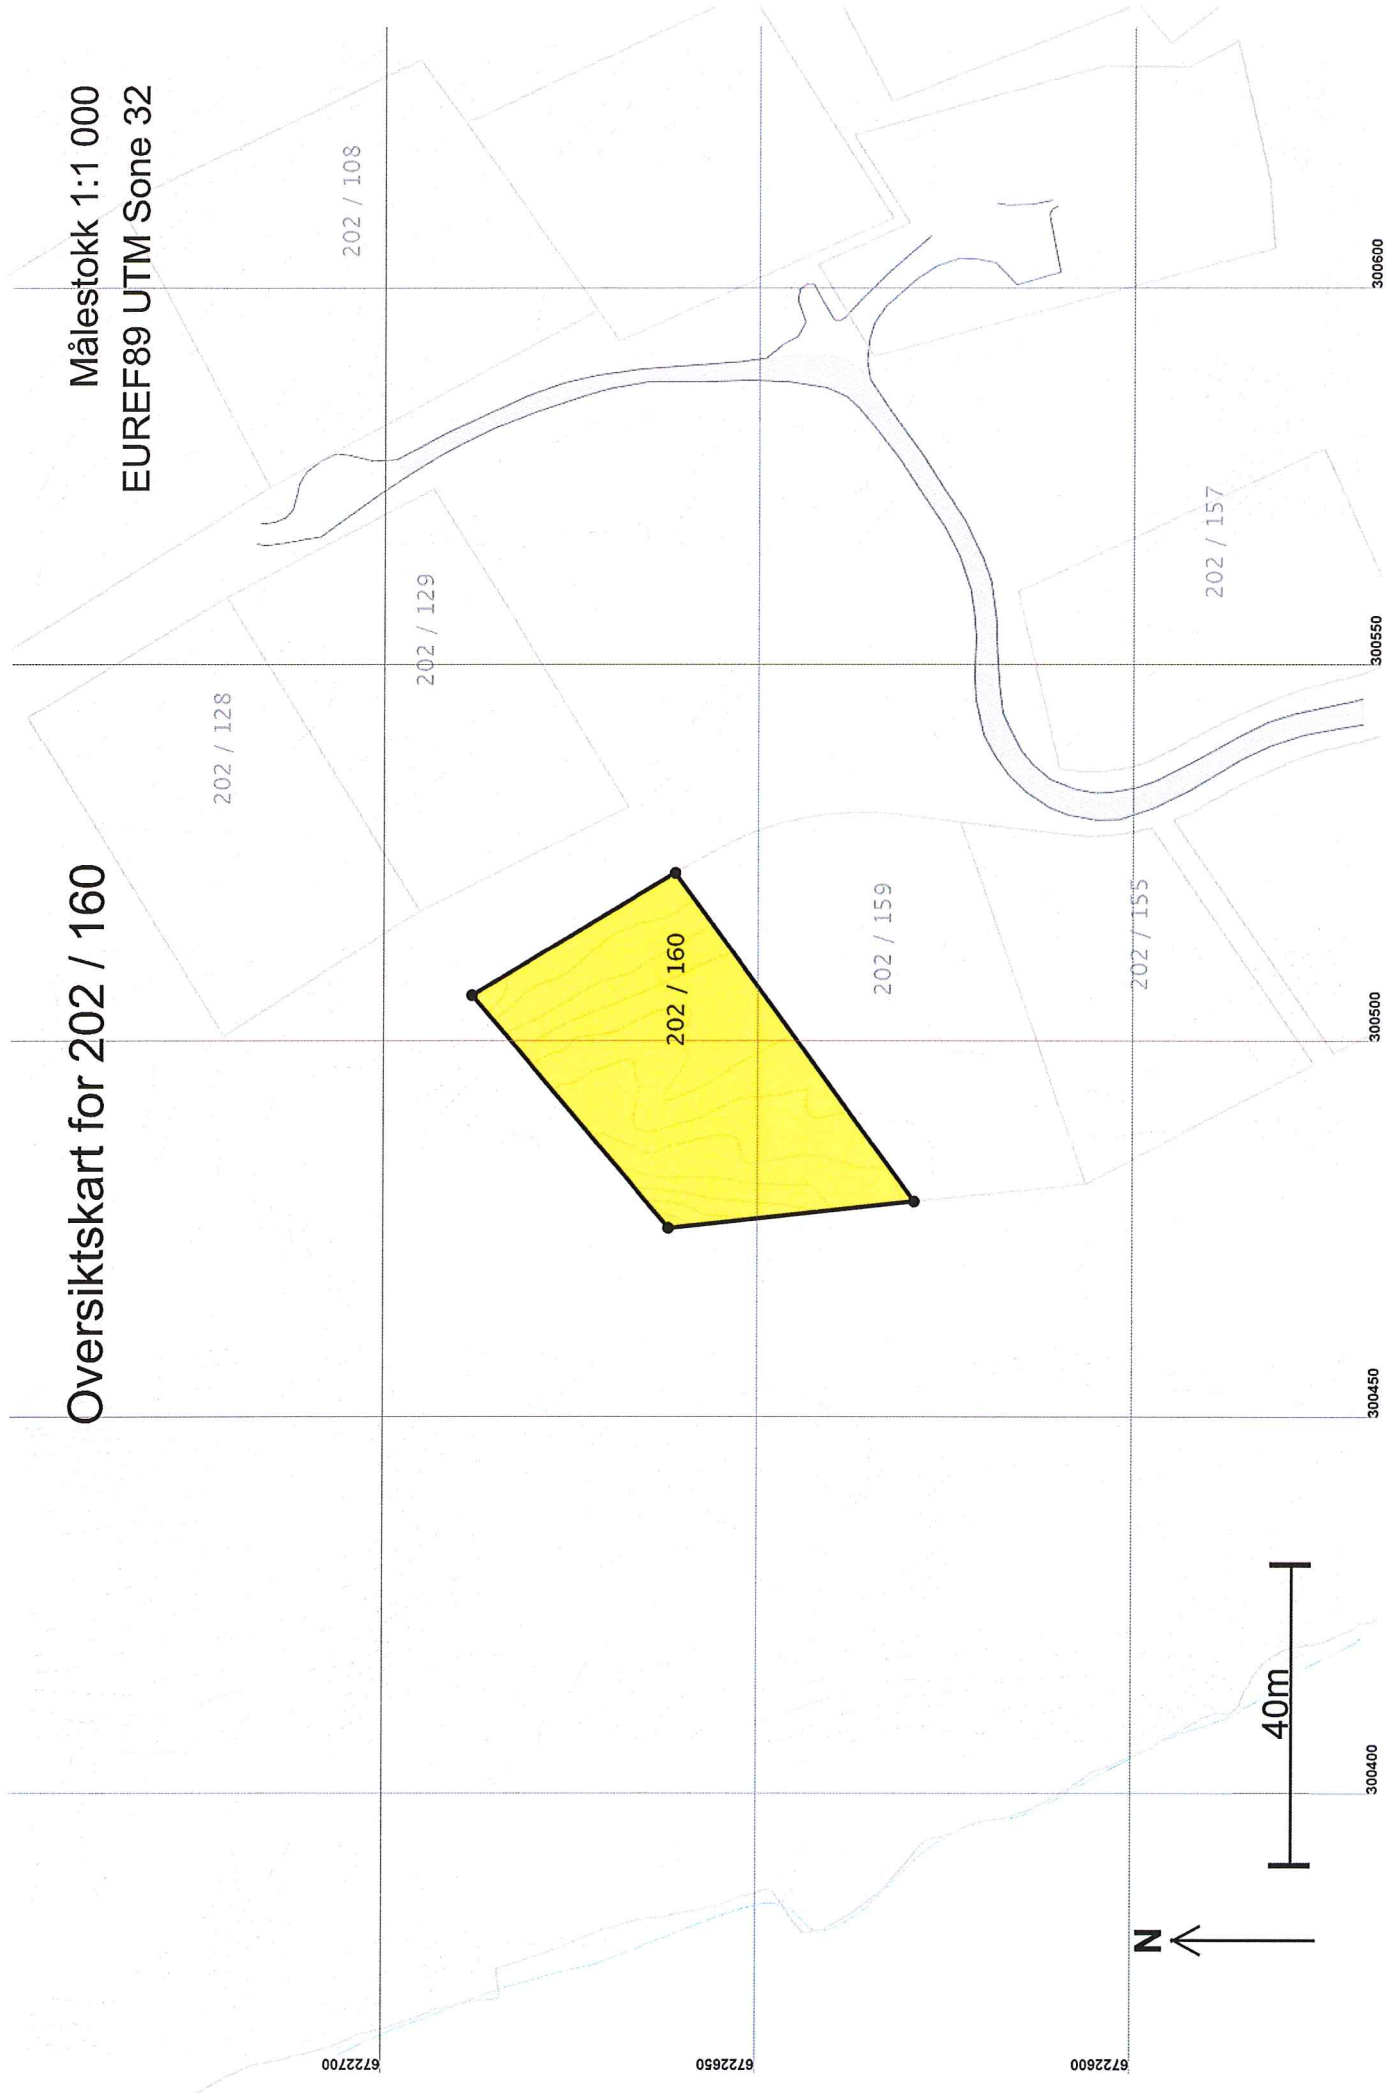 Oversiktskart for 202 / 160
Målestokk 1:1 000
EUREF89 UTM Sone 32
202 / 108
202 / 128
202 / 129
202 / 160
202 / 159
202 / 155
202 / 157
6722700
6722650
6722600
300400
300450
300500
300550
300600
N
40m